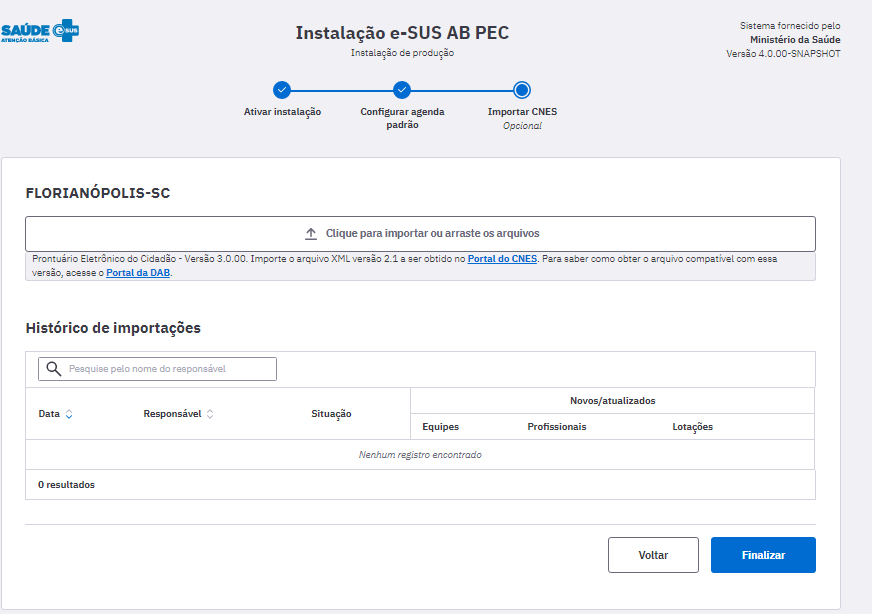 SAÚDE e-SUS
ATENÇÃO BÁSICA
Instalação e-SUS AB PEC
Instalação de produção
Sistema fornecido pelo
Ministério da Saúde
Versão 4.0.00-SNAPSHOT
Ativar instalação
Configurar agenda
padrão
Importar CNES
Opcional
FLORIANÓPOLIS-SC
Clique para importar ou arraste os arquivos
Prontuário Eletrônico do Cidadão - Versão 3.0.00. Importe o arquivo XML versão 2.1 a ser obtido no Portal do CNES. Para saber como obter o arquivo compatível com essa
versão, acesse o Portal da DAB.
Histórico de importações
Pesquise pelo nome do responsável
Data
Responsável
Situação
Novos/atualizados
Equipes
Profissionais
Lotações
Nenhum registro encontrado
0 resultados
Voltar
Finalizar